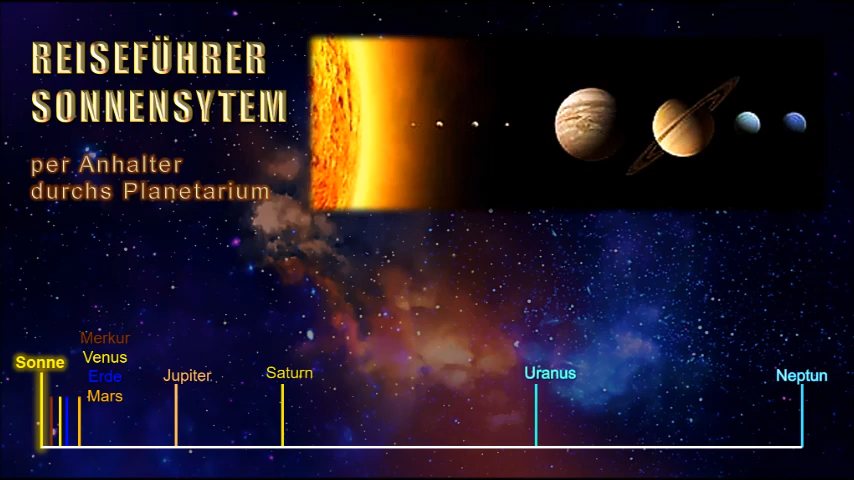 REISEFÜHRER
SONNENSYTEM
per Anhalter
durchs Planetarium
Sonne
Merkur
Venus
Erde
Mars
Jupiter
Saturn
Uranus
Neptun